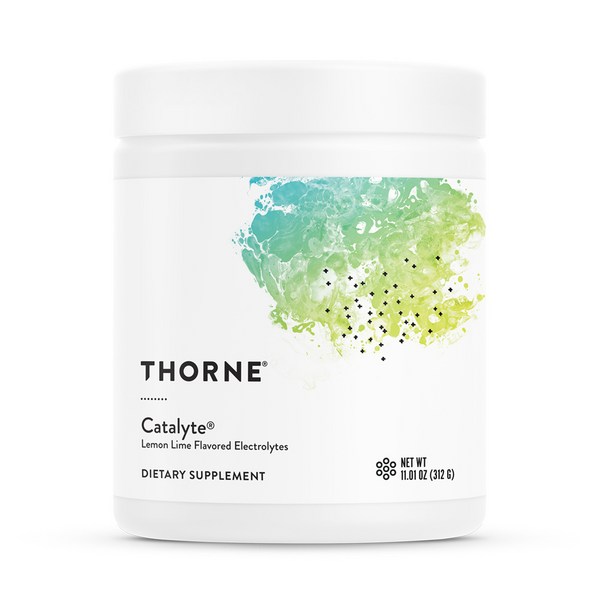 THORNE®
Catalyte®
Lemon Lime Flavored Electrolytes
DIETARY SUPPLEMENT
NET WT
11.01 OZ (312 G)